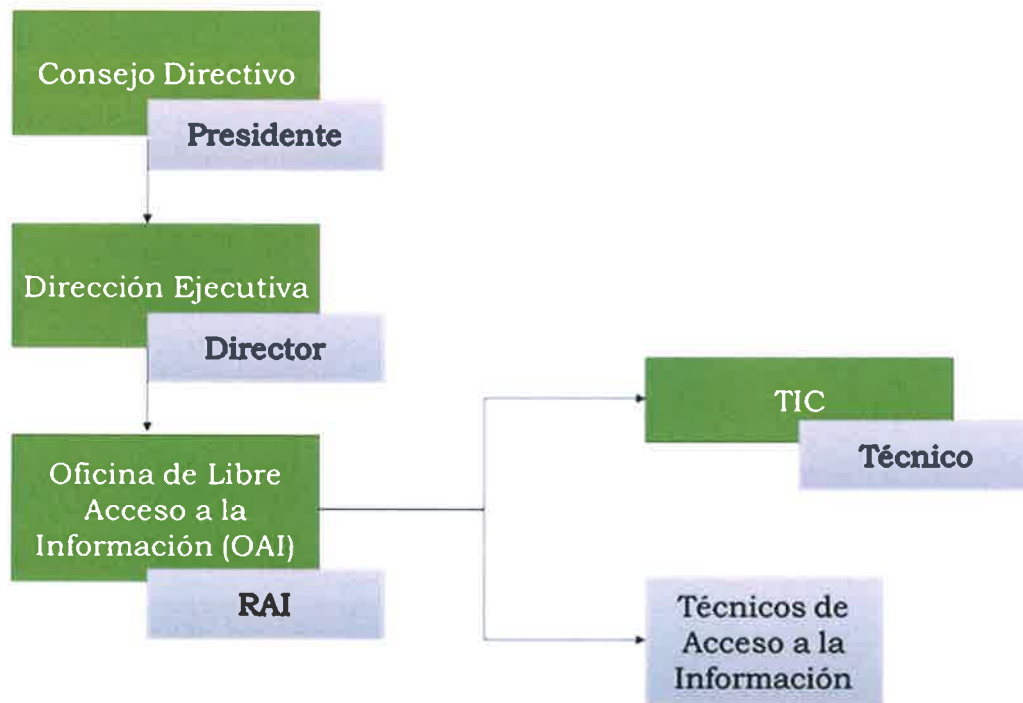 Consejo Directivo
Presidente
Dirección Ejecutiva
Director
Oficina de Libre
Acceso a la
Información (OAI)
RAI
TIC
Técnico
Técnicos de
Acceso a la
Información